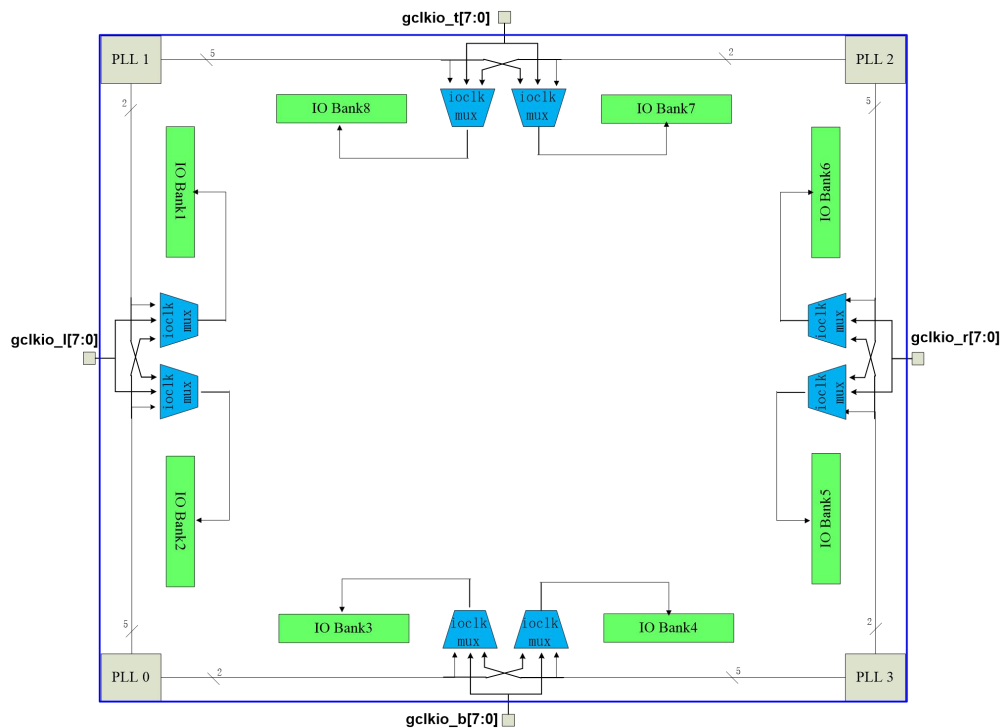 gclkio_t[7:0]
PLL 1
5
2
PLL 2
2
5
IO Bank8
ioclk
mux
ioclk
mux
IO Bank7
IO Bank1
IO Bank6
ioclk
mux
ioclk
mux
gclkio_l[7:0]
gclkio_r[7:0]
ioclk
mux
ioclk
mux
IO Bank2
IO Bank5
IO Bank3
ioclk
mux
ioclk
mux
IO Bank4
5
2
PLL 0
2
5
PLL 3
gclkio_b[7:0]